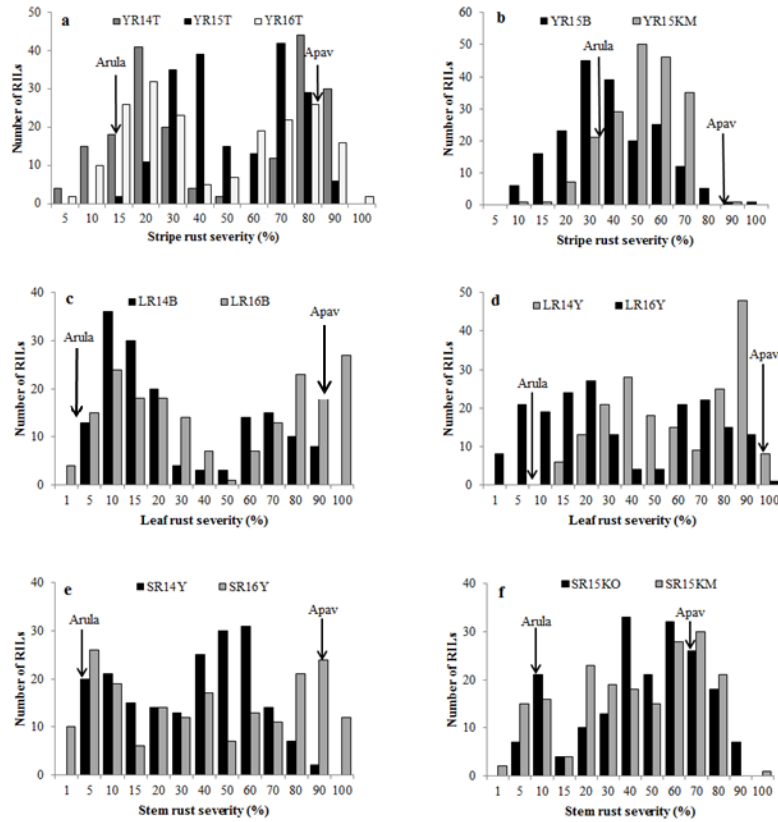 a
YR14T YR15T YR16T
Arula
Apav
Number of RILs
50
40
30
20
10
0
5 10 15 20 30 40 50 60 70 80 90 100
Stripe rust severity (%)
b
YR15B YR15KM
Arula
Apav
Number of RILs
60
50
40
30
20
10
0
5 10 15 20 30 40 50 60 70 80 90 100
Stripe rust severity (%)
c
LR14B LR16B
Arula
Apav
Number of RILs
40
30
20
10
0
1 5 10 15 20 30 40 50 60 70 80 90 100
Leaf rust severity (%)
d
LR14Y LR16Y
Arula
Apav
Number of RILs
50
40
30
20
10
0
1 5 10 15 20 30 40 50 60 70 80 90 100
Leaf rust severity (%)
e
SR14Y SR16Y
Arula
Apav
Number of RILs
40
30
20
10
0
1 5 10 15 20 30 40 50 60 70 80 90 100
Stem rust severity (%)
f
SR15KO SR15KM
Arula
Apav
Number of RILs
40
30
20
10
0
1 5 10 15 20 30 40 50 60 70 80 90 100
Stem rust severity (%)